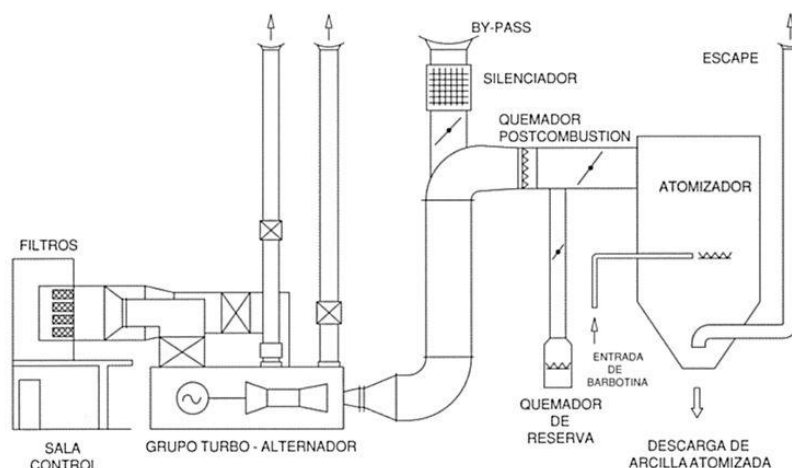 BY-PASS
ESCAPE
SILENCIADOR
QUEMADOR
POSTCOMBUSTION
ATOMIZADOR
FILTROS
ENTRADA
DE
BARBOTINA
QUEMADOR
DE
RESERVA
SALA
CONTROL
GRUPO TURBO - ALTERNADOR
DESCARGA DE
ARCILLA ATOMIZADA